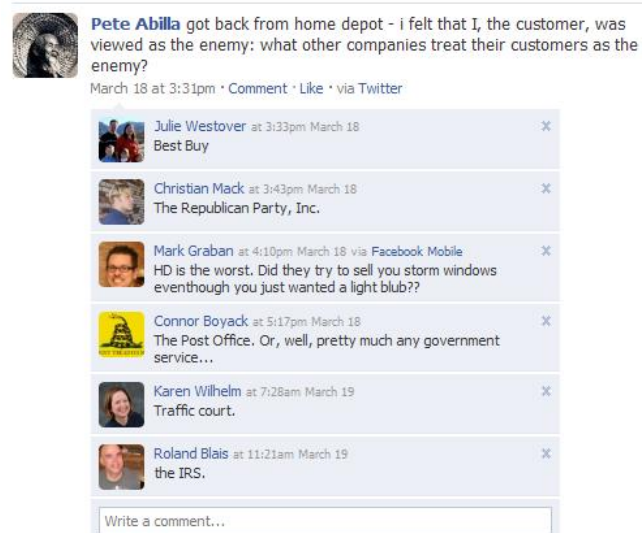 Pete Abilla got back from home depot - i felt that I, the customer, was
viewed as the enemy: what other companies treat their customers as the
enemy?
March 18 at 3:31pm · Comment · Like · via Twitter
Julie Westover at 3:33pm March 18
Best Buy
Christian Mack at 3:43pm March 18
The Republican Party, Inc.
Mark Graban at 4:10pm March 18 via Facebook Mobile
HD is the worst. Did they try to sell you storm windows
eventhough you just wanted a light blub??
Connor Boyack at 5:17pm March 18
The Post Office. Or, well, pretty much any government
service...
Karen Wilhelm at 7:28am March 19
Traffic court.
Roland Blais at 11:21am March 19
the IRS.
Write a comment...